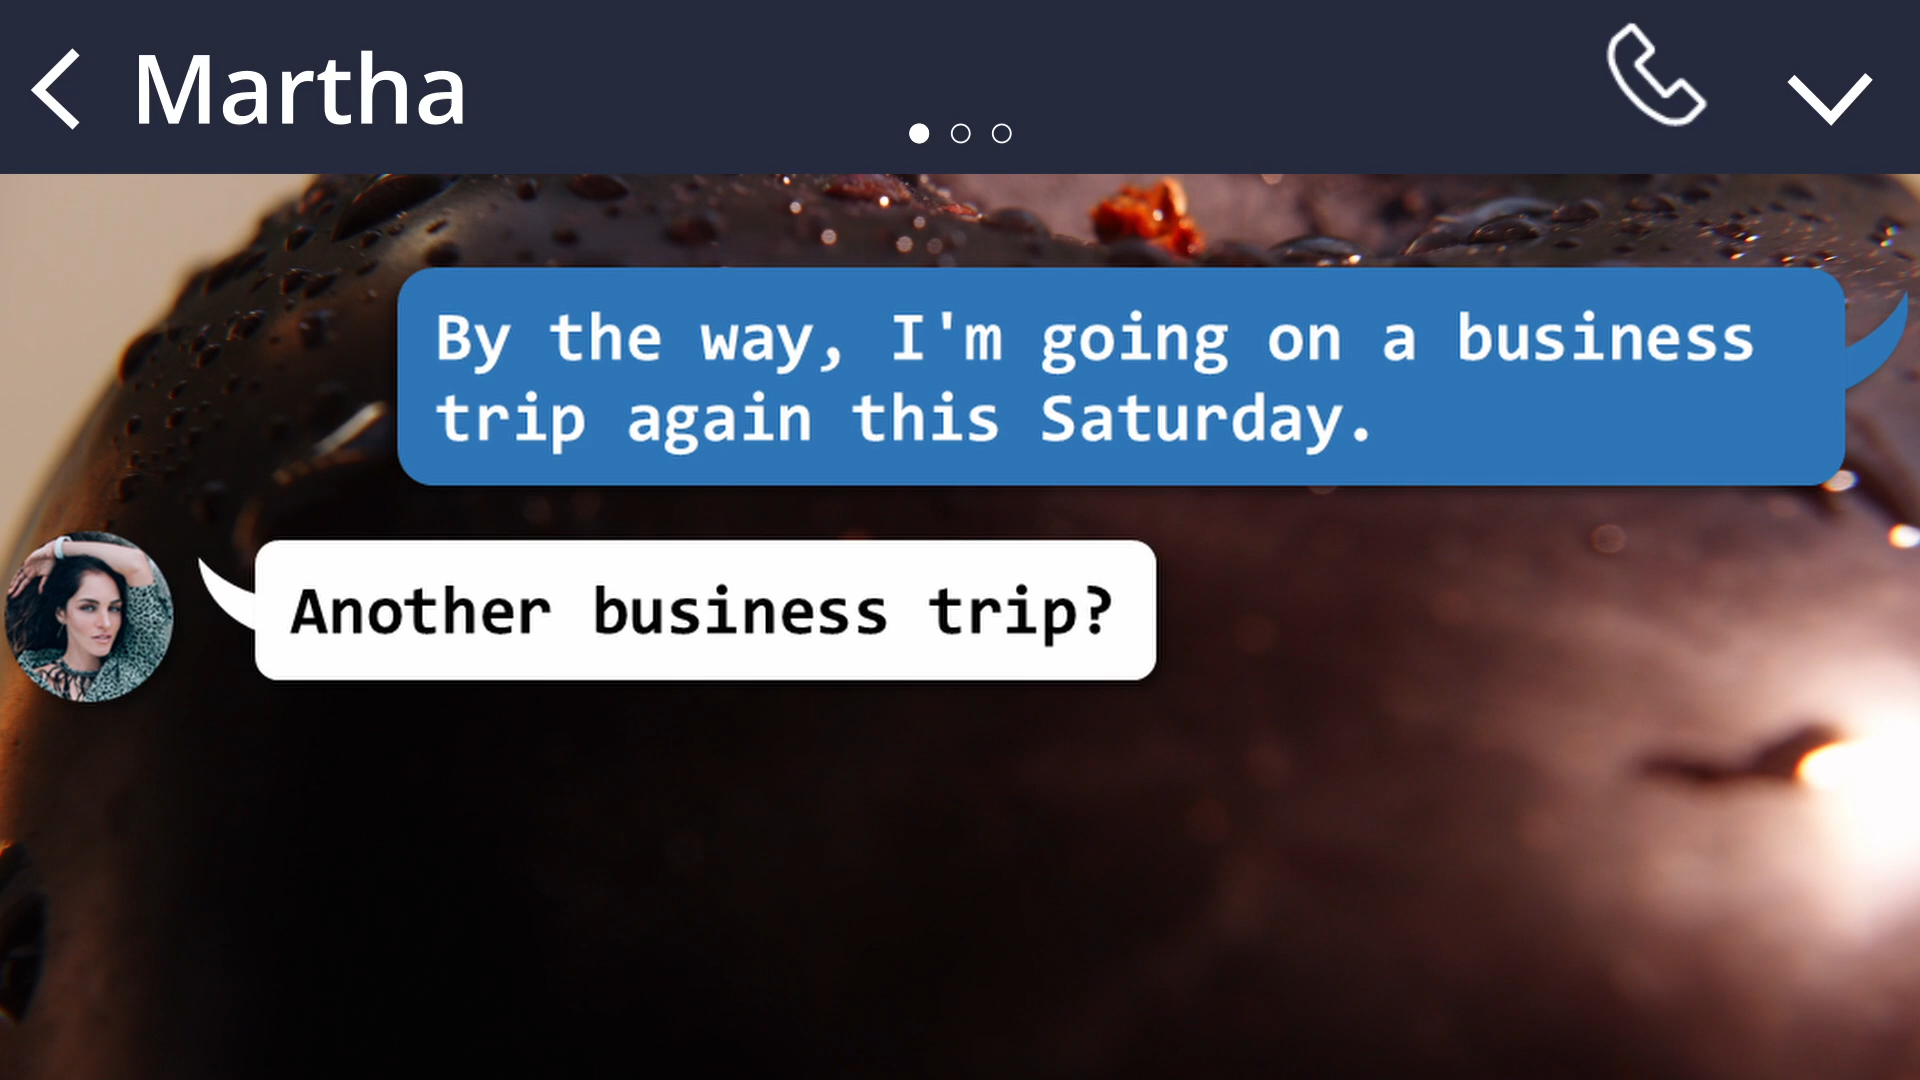 Martha
By the way, I'm going on a business
trip again this Saturday.
Another business trip?